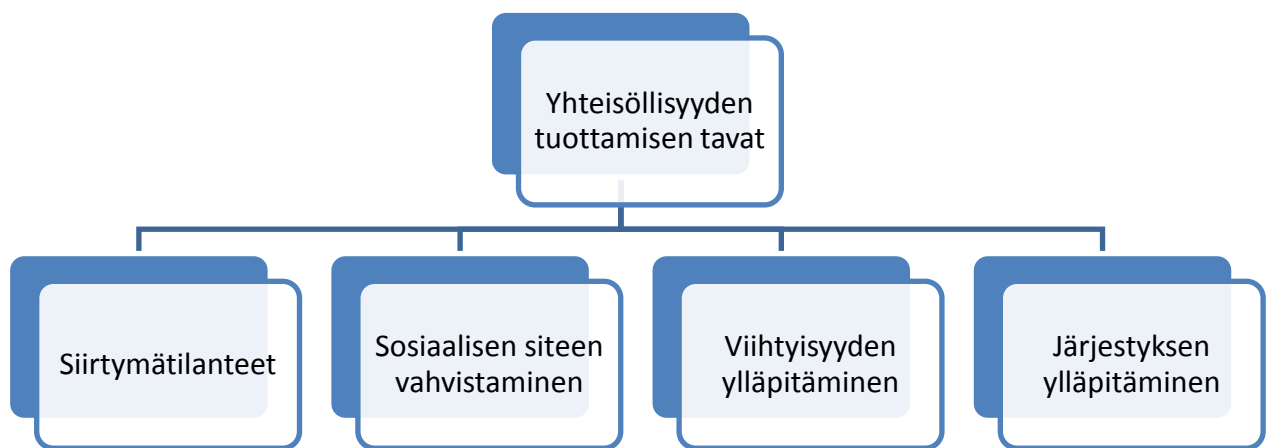 Yhteisöllisyyden
tuottamisen tavat
Siirtymätilanteet
Sosiaalisen siteen
vahvistaminen
Viihtyisyyden
ylläpitäminen
Järjestyksen
ylläpitäminen